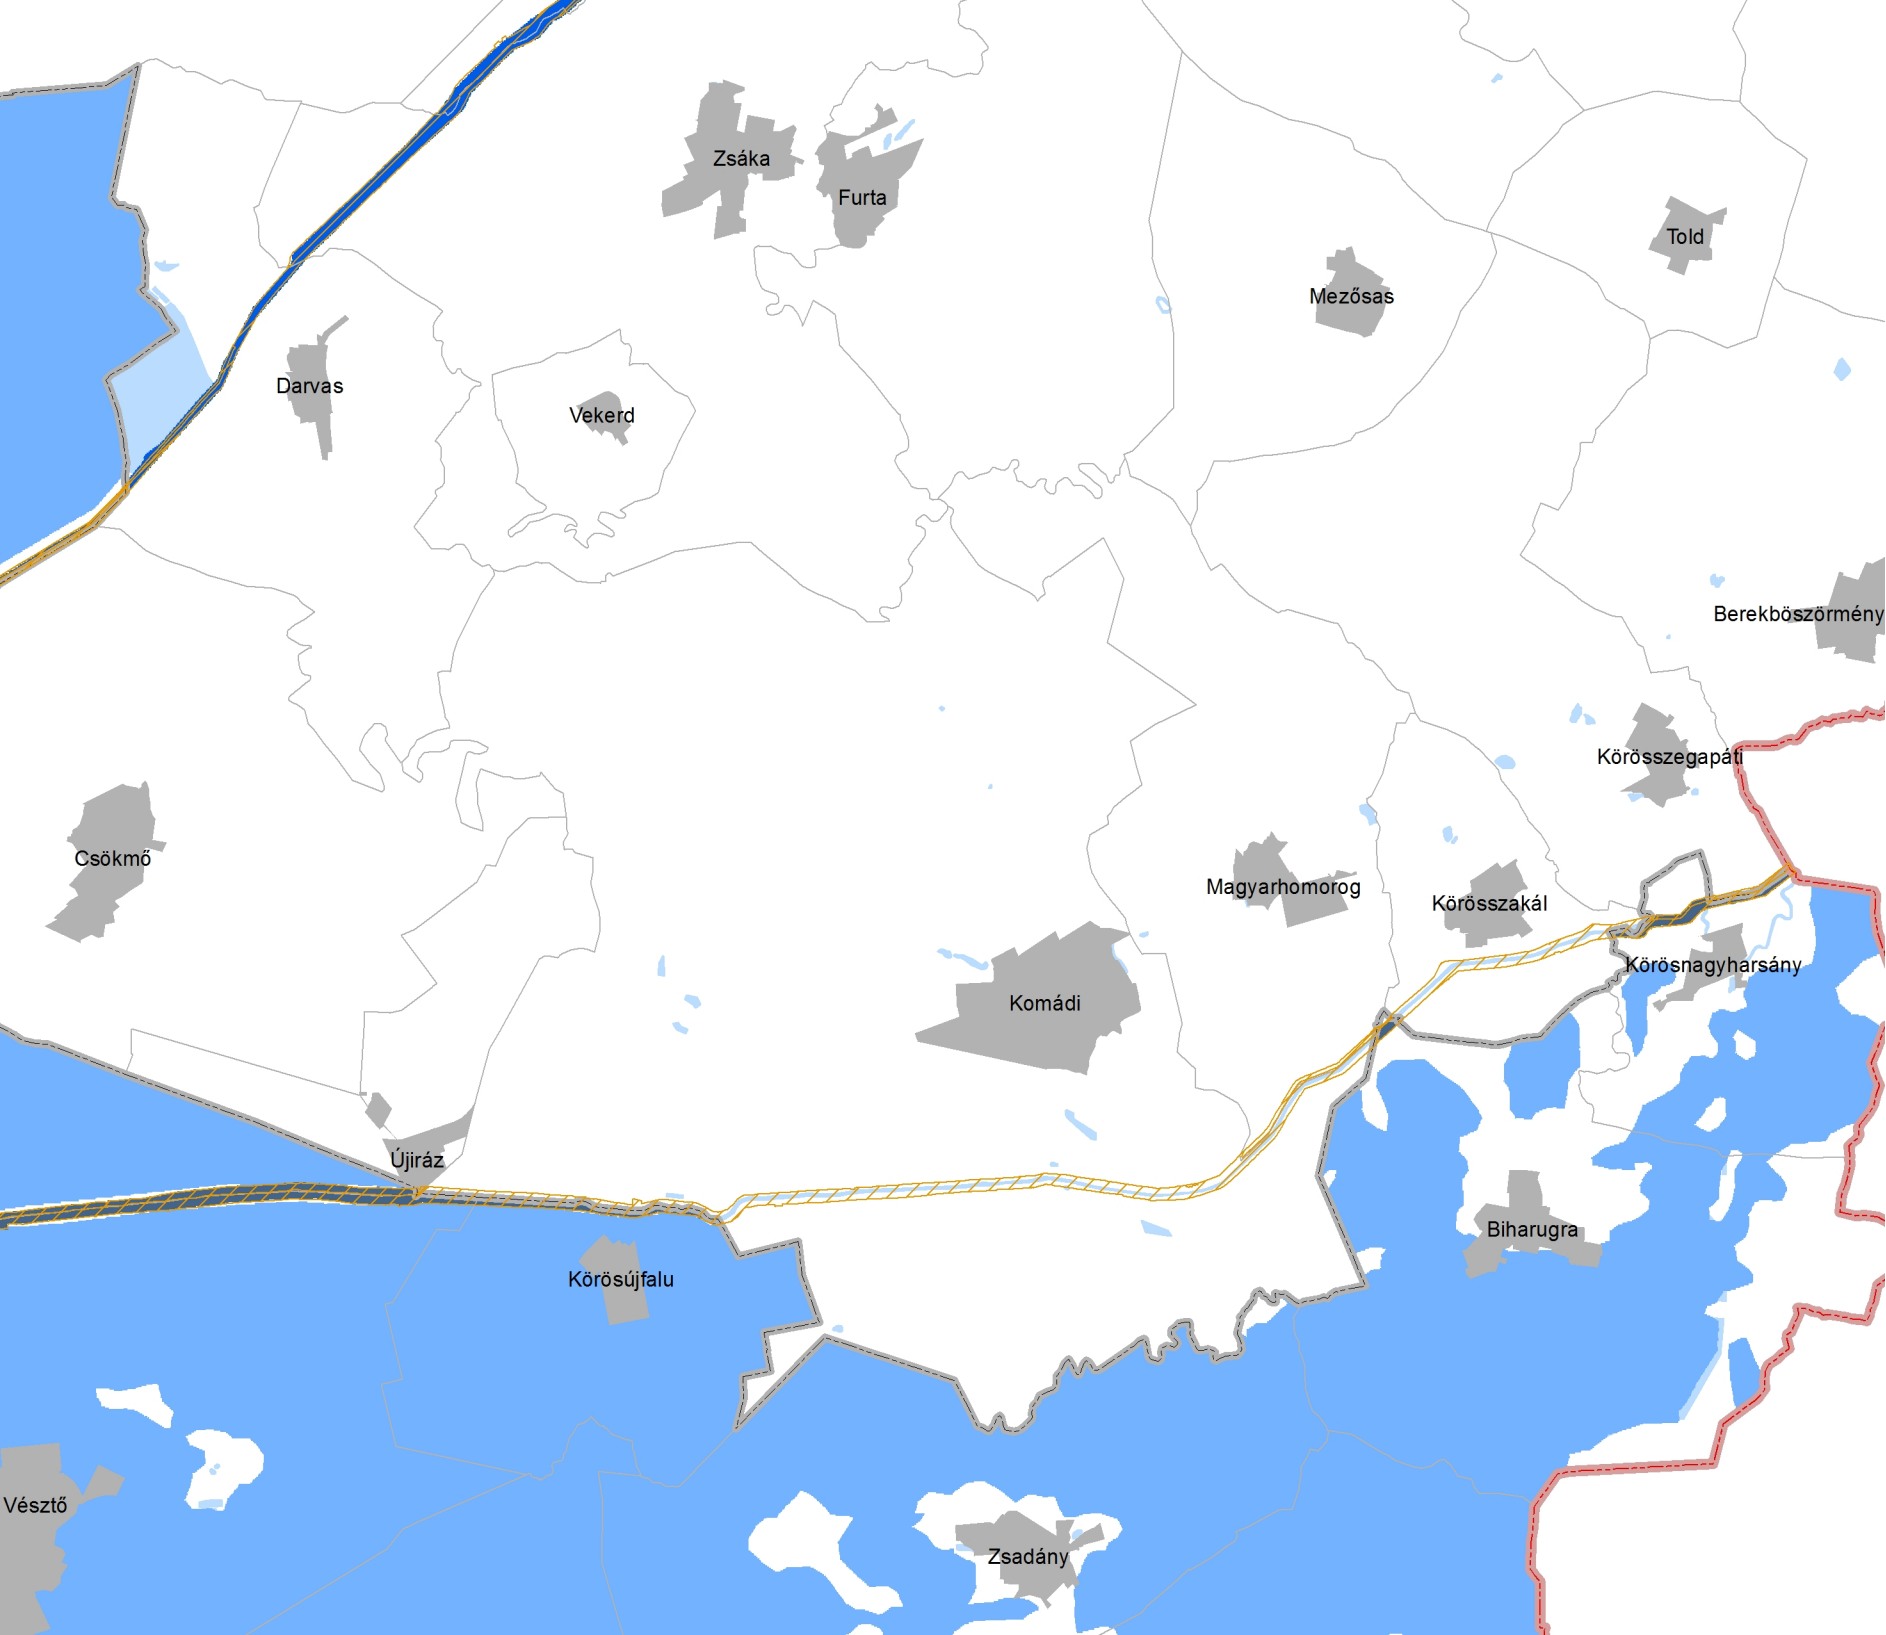 Zsáka
Furta
Told
Mezősas
Darvas
Vekerd
Berekböszörmény
Körösszegapáti
Csökmő
Magyarhomorog
Körösszakál
Körösnagyharsány
Komádi
Újiráz
Biharugra
Körösújfalu
Vésztő
Zsadány